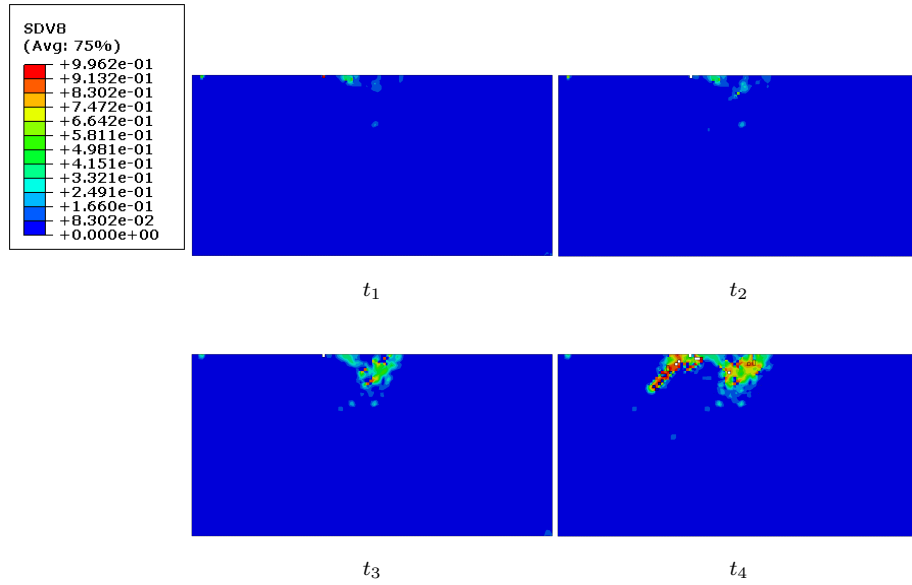 SDV8
(Avg: 75%)
+9.962e-01
+9.132e-01
+8.302e-01
+7.472e-01
+6.642e-01
+5.811e-01
+4.981e-01
+4.151e-01
+3.321e-01
+2.491e-01
+1.660e-01
+8.302e-02
+0.000e+00
t₁
t₂
t₃
t₄